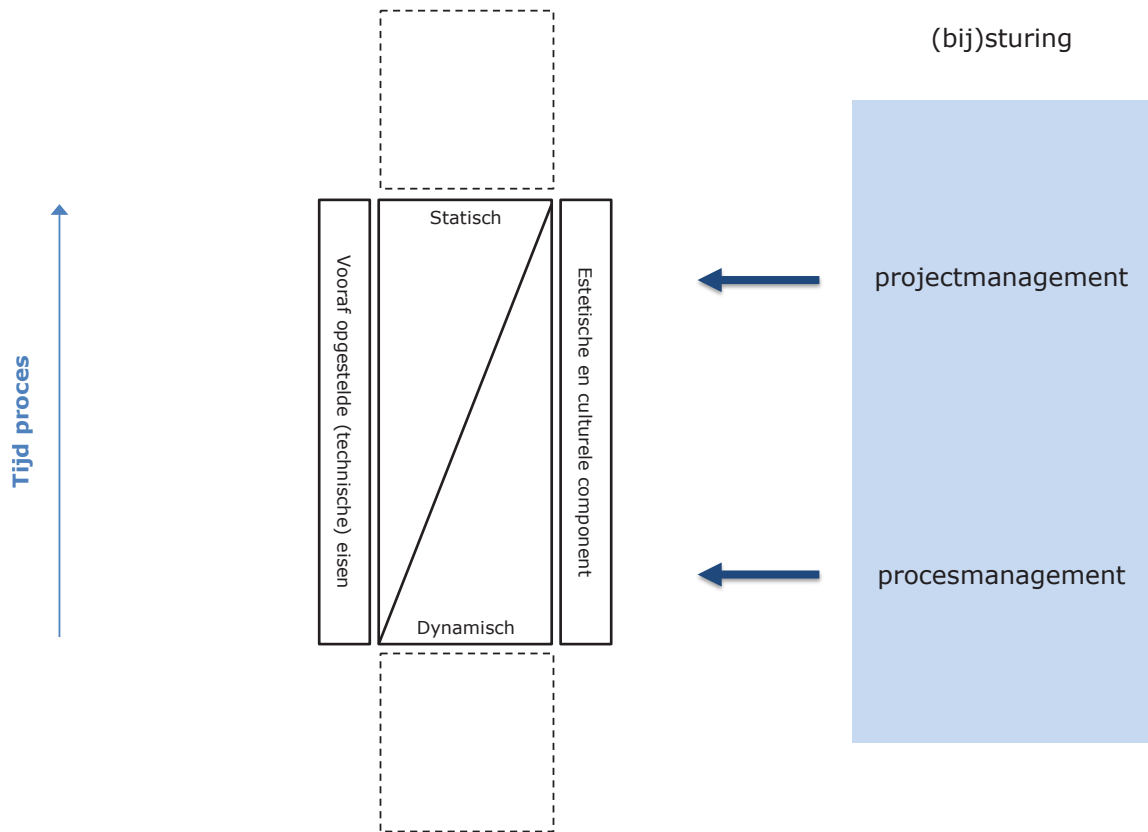 (bij)sturing
Statisch
Vooraf opgestelde (technische) eisen
Estetische en culturele component
projectmanagement
Tijd proces
procesmanagement
Dynamisch